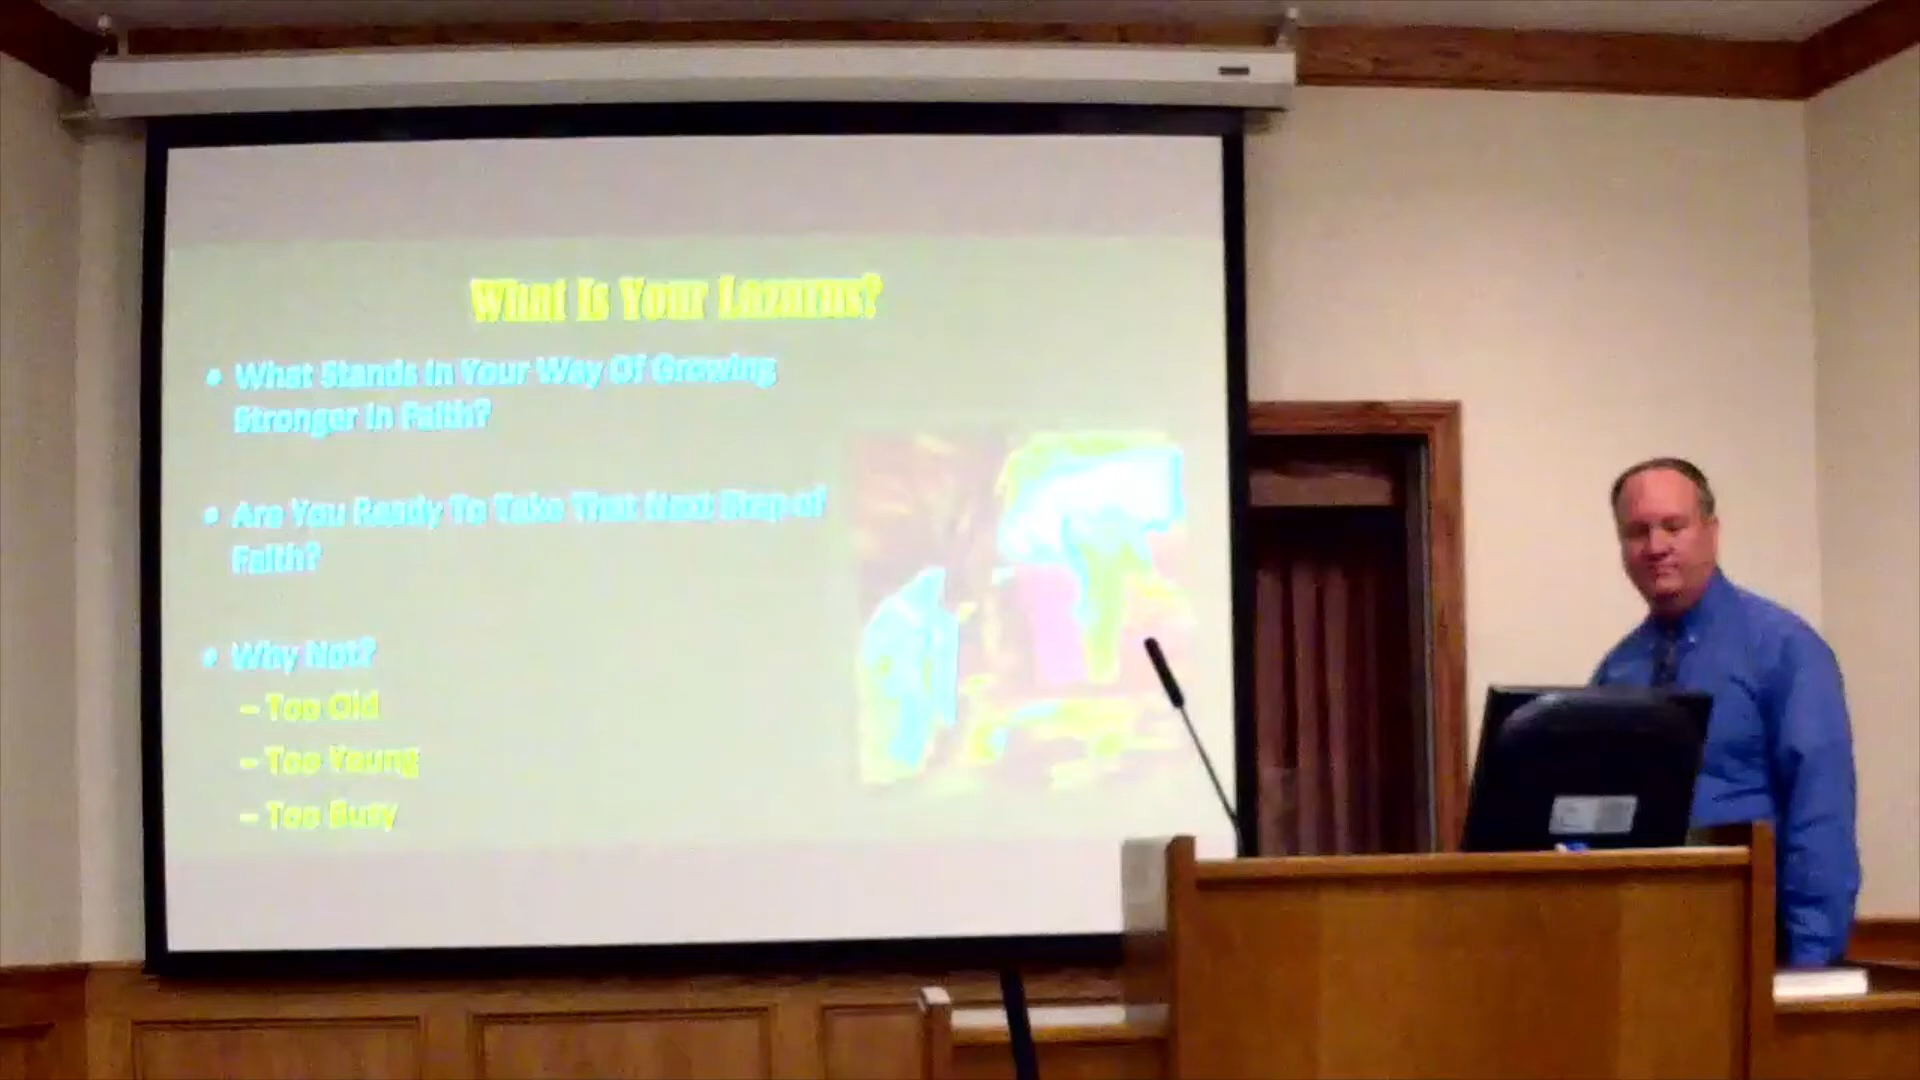 What Is Your Lazarus?
• What Stands In Your Way Of Growing
Stronger In Faith?
• Are You Ready To Take That Next Step of
Faith?
• Why Not?
– Too Old
– Too Young
– Too Busy